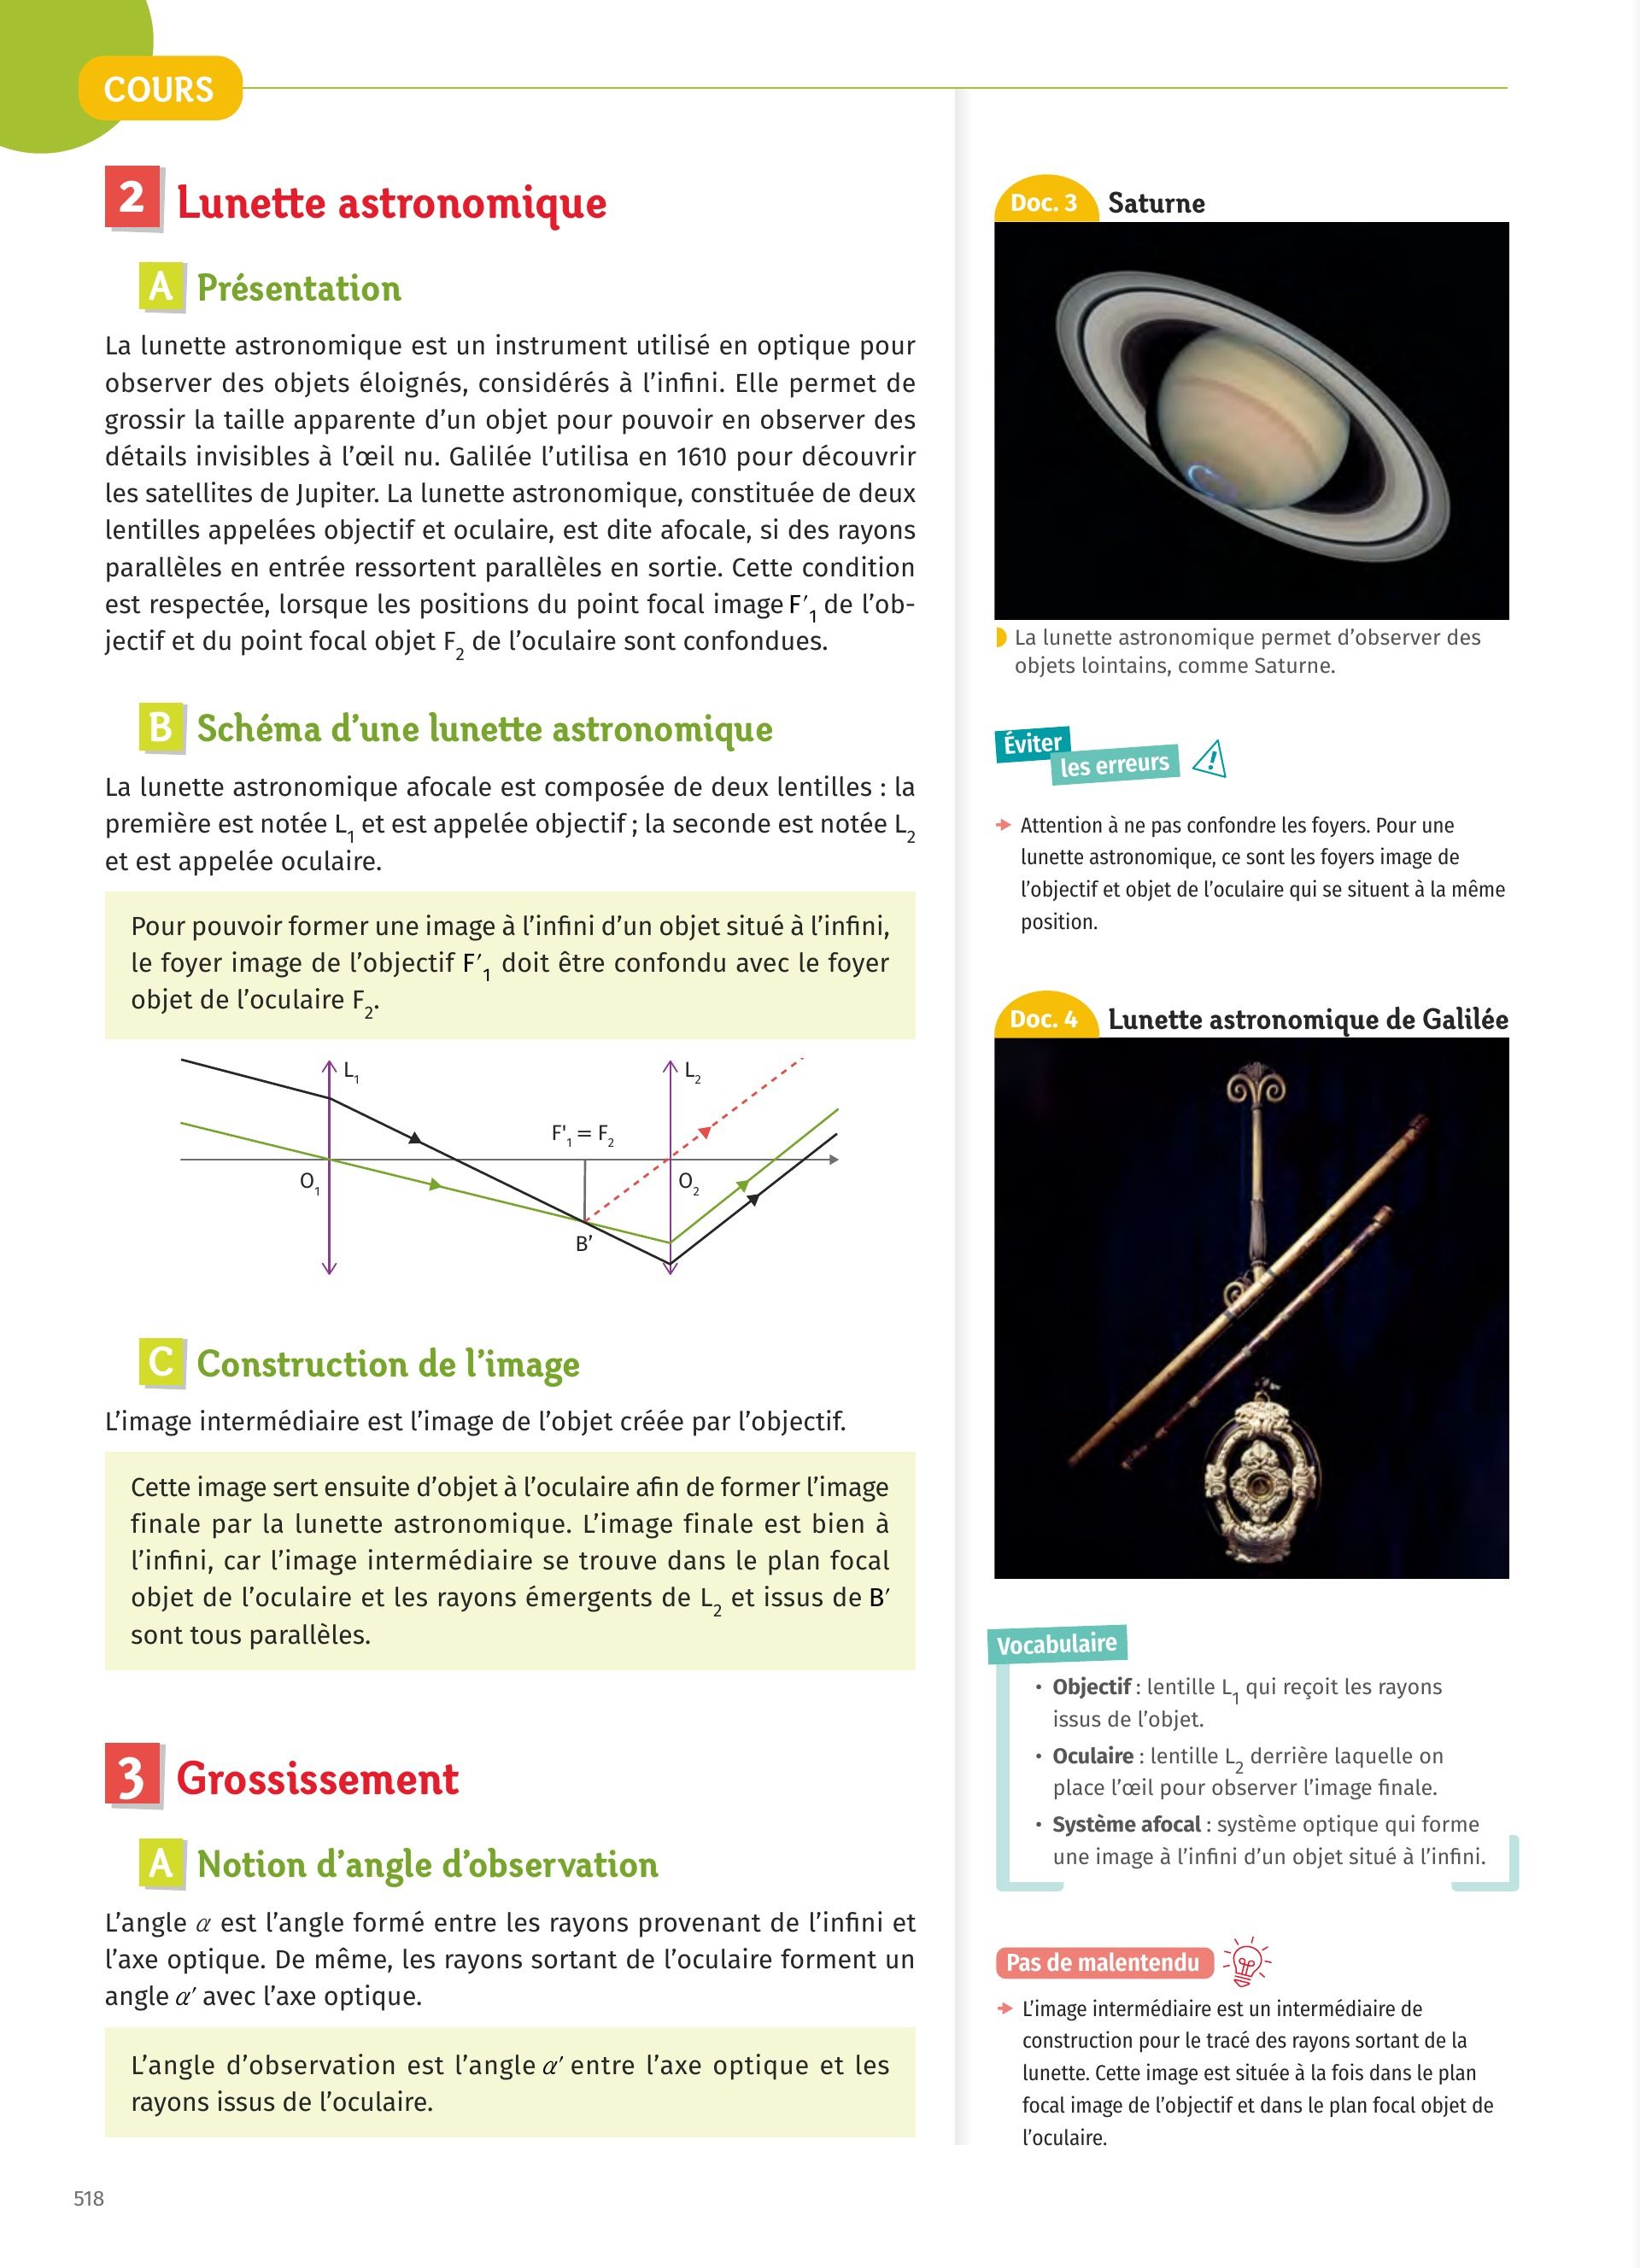 COURS
2 Lunette astronomique
A Présentation
La lunette astronomique est un instrument utilisé en optique pour
observer des objets éloignés, considérés à l’infini. Elle permet de
grossir la taille apparente d’un objet pour pouvoir en observer des
détails invisibles à l’œil nu. Galilée l’utilisa en 1610 pour découvrir
les satellites de Jupiter. La lunette astronomique, constituée de deux
lentilles appelées objectif et oculaire, est dite afocale, si des rayons
parallèles en entrée ressortent parallèles en sortie. Cette condition
est respectée, lorsque les positions du point focal image F′₁ de l’ob-
jectif et du point focal objet F₂ de l’oculaire sont confondues.
B Schéma d’une lunette astronomique
La lunette astronomique afocale est composée de deux lentilles : la
première est notée L₁ et est appelée objectif ; la seconde est notée L₂
et est appelée oculaire.
Pour pouvoir former une image à l’infini d’un objet situé à l’infini,
le foyer image de l’objectif F′₁ doit être confondu avec le foyer
objet de l’oculaire F₂.
L₁
L₂
F'₁ = F₂
O₁
O₂
B’
C Construction de l’image
L’image intermédiaire est l’image de l’objet créée par l’objectif.
Cette image sert ensuite d’objet à l’oculaire afin de former l’image
finale par la lunette astronomique. L’image finale est bien à
l’infini, car l’image intermédiaire se trouve dans le plan focal
objet de l’oculaire et les rayons émergents de L₂ et issus de B′
sont tous parallèles.
3 Grossissement
A Notion d’angle d’observation
L’angle α est l’angle formé entre les rayons provenant de l’infini et
l’axe optique. De même, les rayons sortant de l’oculaire forment un
angle α′ avec l’axe optique.
L’angle d’observation est l’angle α′ entre l’axe optique et les
rayons issus de l’oculaire.
518
Doc. 3 Saturne
La lunette astronomique permet d’observer des
objets lointains, comme Saturne.
Éviter
les erreurs
Attention à ne pas confondre les foyers. Pour une
lunette astronomique, ce sont les foyers image de
l’objectif et objet de l’oculaire qui se situent à la même
position.
Doc. 4 Lunette astronomique de Galilée
Vocabulaire
• Objectif : lentille L₁ qui reçoit les rayons
issus de l’objet.
• Oculaire : lentille L₂ derrière laquelle on
place l’œil pour observer l’image finale.
• Système afocal : système optique qui forme
une image à l’infini d’un objet situé à l’infini.
Pas de malentendu
L’image intermédiaire est un intermédiaire de
construction pour le tracé des rayons sortant de la
lunette. Cette image est située à la fois dans le plan
focal image de l’objectif et dans le plan focal objet de
l’oculaire.